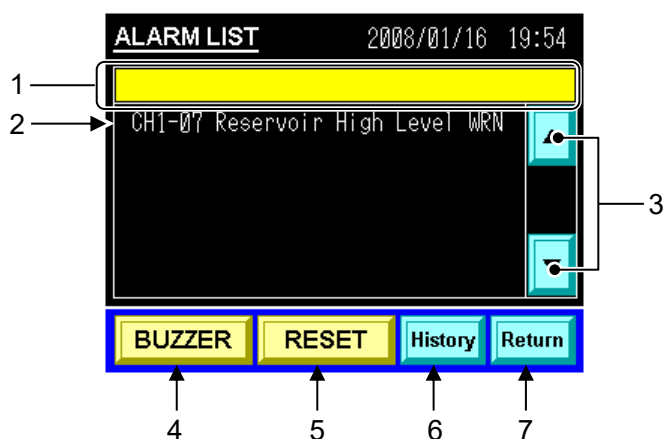 ALARM LIST 2008/01/16 19:54
1
2 CH1-07 Reservoir High Level WRN
3
BUZZER RESET History Return
4 5 6 7